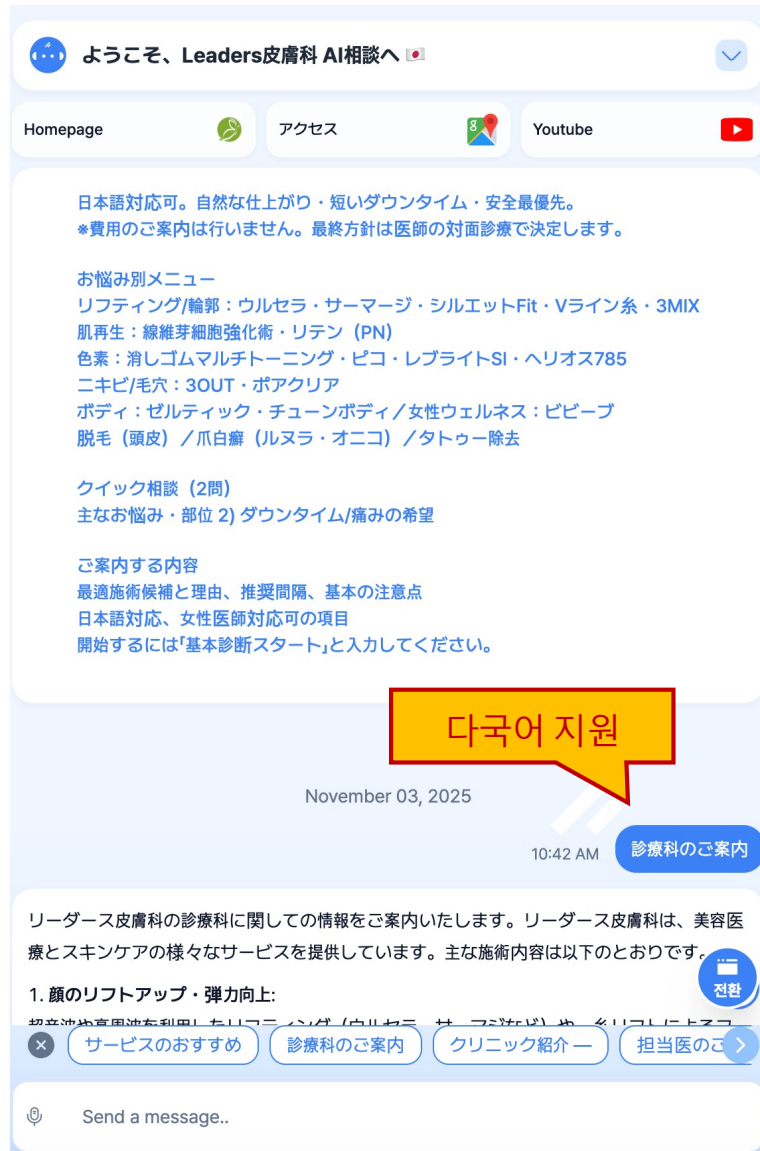 ようこそ、Leaders皮膚科 AI相談へ 🇯🇵
Homepage
アクセス
Youtube
日本語対応可。自然な仕上がり・短いダウンタイム・安全最優先。
*費用のご案内は行いません。最終方針は医師の対面診療で決定します。
お悩み別メニュー
リフティング/輪郭：ウルセラ・サーマージ・シルエットFit・Vライン糸・3MIX
肌再生：線維芽細胞強化術・リテン（PN）
色素：消しゴムマルチトーニング・ピコ・レブライトSI・ヘリオス785
ニキビ/毛穴：3OUT・ポアクリア
ボディ：ゼルティック・チューンボディ／女性ウェルネス：ビビーブ
脱毛（頭皮）／爪白癬（ルヌラ・オニコ）／タトゥー除去
クイック相談（2問）
主なお悩み・部位 2) ダウンタイム/痛みの希望
ご案内する内容
最適施術候補と理由、推奨間隔、基本の注意点
日本語対応、女性医師対応可の項目
開始するには｢基本診断スタート｣と入力してください。
다국어 지원
November 03, 2025
10:42 AM
診療科のご案内
リーダース皮膚科の診療科に関しての情報をご案内いたします。リーダース皮膚科は、美容医
療とスキンケアの様々なサービスを提供しています。主な施術内容は以下のとおりです。
전환
1. 顔のリフトアップ・弾力向上:
サービスのおすすめ
診療科のご案内
クリニック紹介 —
担当医のご
Send a message..